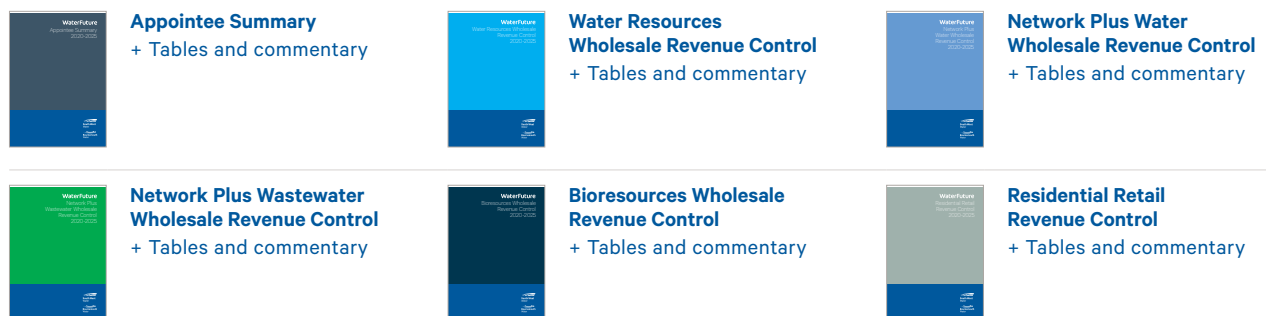 WaterFuture
Appointee Summary
2020-2025
Appointee Summary
+ Tables and commentary
WaterFuture
Water Resources Wholesale
Revenue Control
2020-2025
Water Resources
Wholesale Revenue Control
+ Tables and commentary
WaterFuture
Network Plus
Water Wholesale
Revenue Control
2020-2025
Network Plus Water
Wholesale Revenue Control
+ Tables and commentary
WaterFuture
Network Plus
Wastewater Wholesale
Revenue Control
2020-2025
Network Plus Wastewater
Wholesale Revenue Control
+ Tables and commentary
WaterFuture
Bioresources Wholesale
Revenue Control
2020-2025
Bioresources Wholesale
Revenue Control
+ Tables and commentary
WaterFuture
Residential Retail
Revenue Control
2020-2025
Residential Retail
Revenue Control
+ Tables and commentary